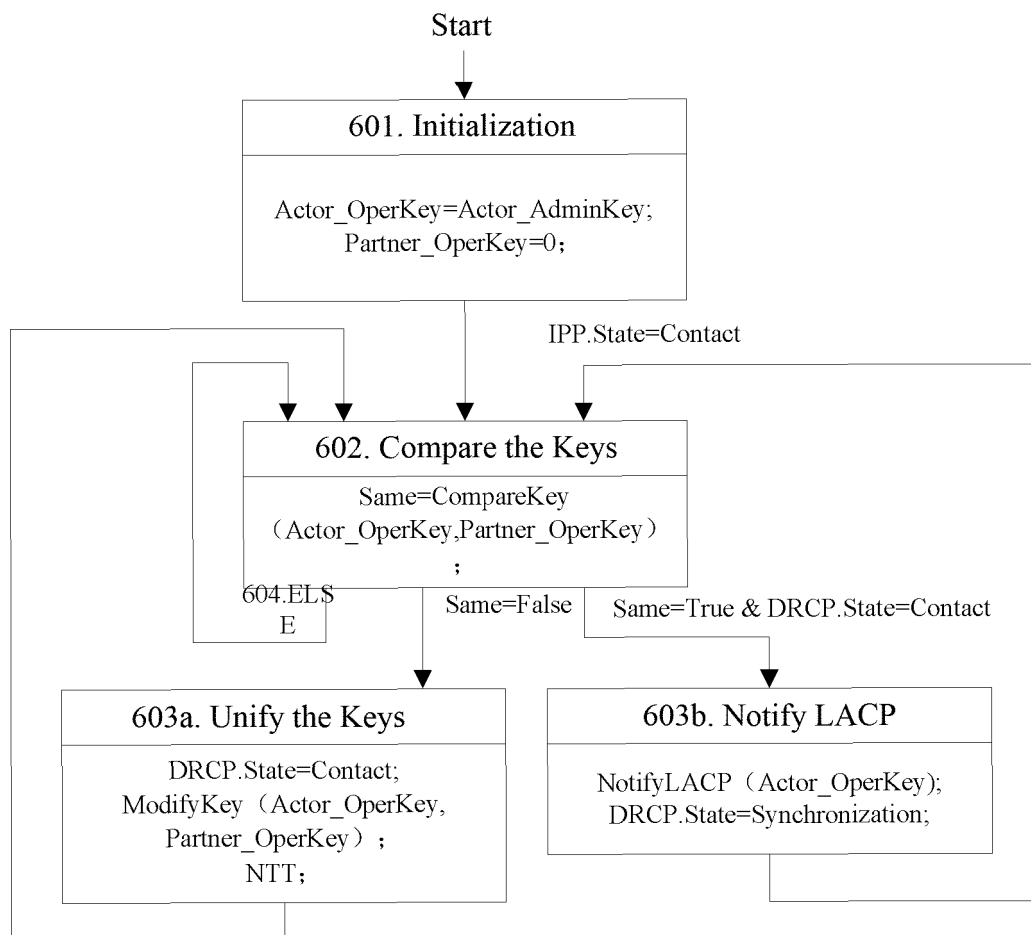 Start
601. Initialization
Actor_OperKey=Actor_AdminKey;
Partner_OperKey=0；
IPP.State=Contact
602. Compare the Keys
Same=CompareKey
（Actor_OperKey,Partner_OperKey）
；
604.ELS
E
Same=False
Same=True & DRCP.State=Contact
603a. Unify the Keys
DRCP.State=Contact;
ModifyKey（Actor_OperKey,
Partner_OperKey）；
NTT；
603b. Notify LACP
NotifyLACP（Actor_OperKey);
DRCP.State=Synchronization;